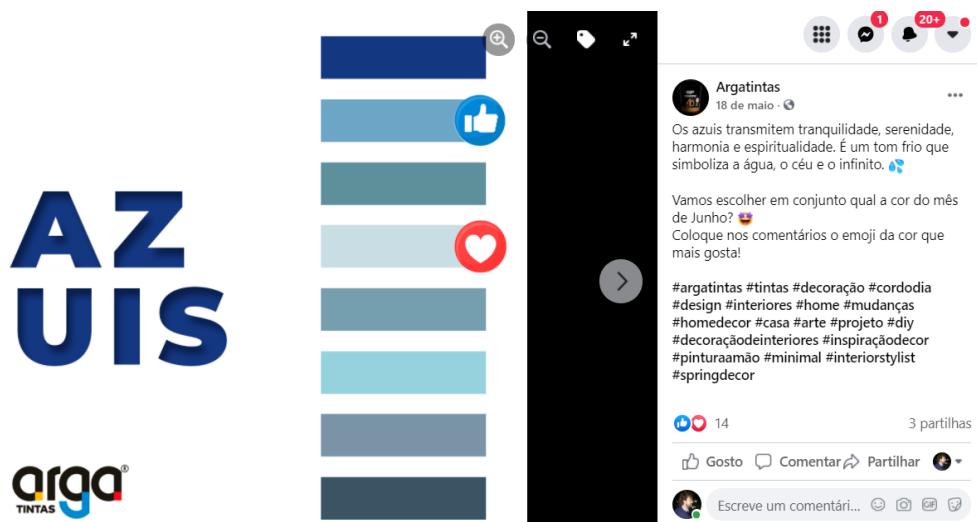 AZ
UIS
arga®
TINTAS
1
20+
Argatintas
18 de maio ·
Os azuis transmitem tranquilidade, serenidade,
harmonia e espiritualidade. É um tom frio que
simboliza a água, o céu e o infinito. 💦
Vamos escolher em conjunto qual a cor do mês
de Junho? 🤩
Coloque nos comentários o emoji da cor que
mais gosta!
#argatintas #tintas #decoração #cordodia
#design #interiores #home #mudanças
#homedecor #casa #arte #projeto #diy
#decoraçãodeinteriores #inspiraçãodecor
#pinturaamão #minimal #interiorstylist
#springdecor
14
3 partilhas
Gosto Comentar Partilhar
Escreve um comentári...
GIF